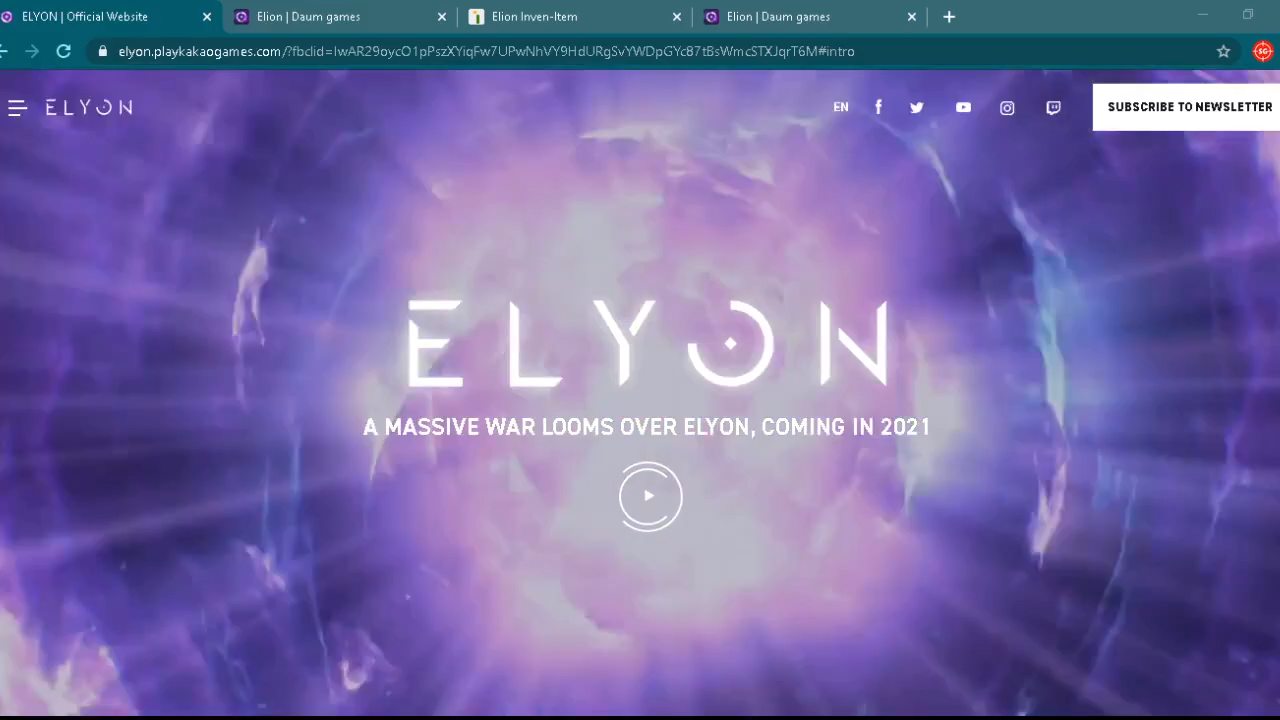 ELYON | Official Website
Elion | Daum games
Elion Inven-Item
Elion | Daum games
elyon.playkakaogames.com/?fbclid=IwAR29oycO1pPszXYiqFw7UPwNhVY9HdURgSvYWDpGYc87tBsWmcSTXJqrT6M#intro
SG
ELYON
EN
SUBSCRIBE TO NEWSLETTER
ELYON
A MASSIVE WAR LOOMS OVER ELYON, COMING IN 2021